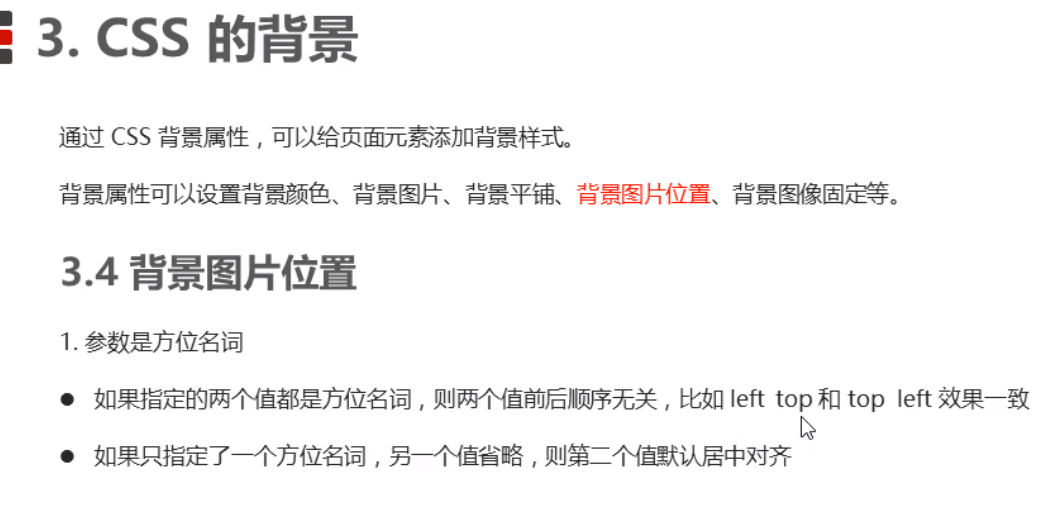 3. CSS 的背景
通过 CSS 背景属性，可以给页面元素添加背景样式。
背景属性可以设置背景颜色、背景图片、背景平铺、背景图片位置、背景图像固定等。
3.4 背景图片位置
1. 参数是方位名词
● 如果指定的两个值都是方位名词，则两个值前后顺序无关，比如 left top 和 top left 效果一致
● 如果只指定了一个方位名词，另一个值省略，则第二个值默认居中对齐